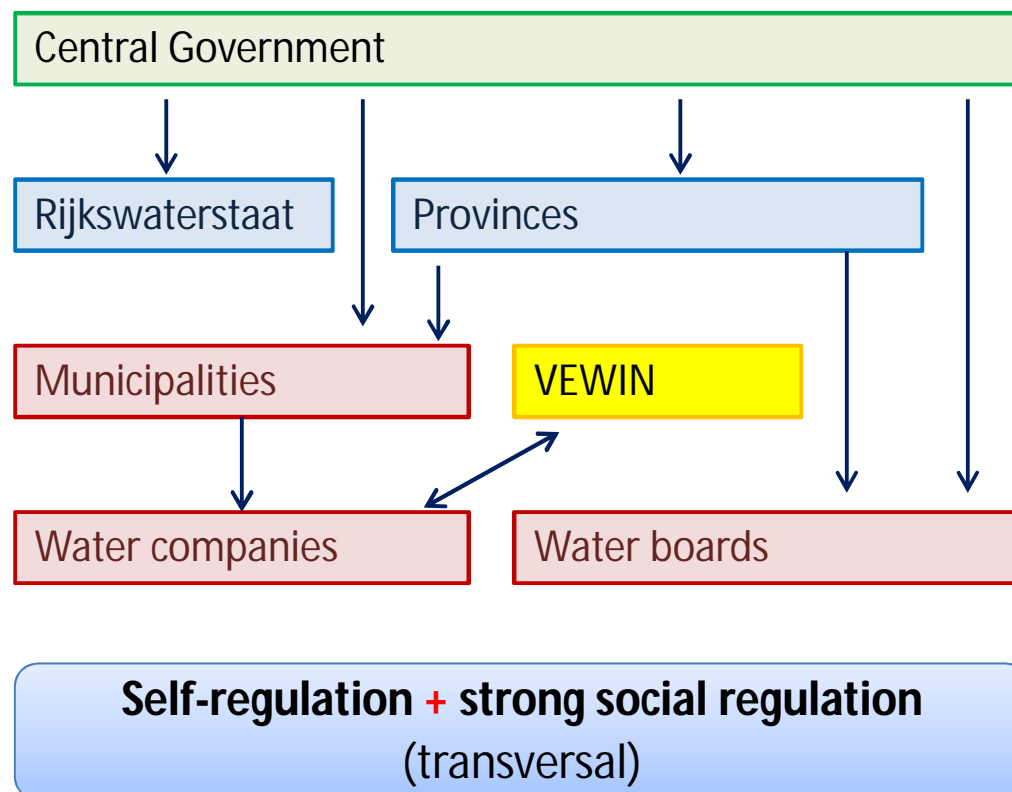 Central Government
Rijkswaterstaat
Provinces
Municipalities
VEWIN
Water companies
Water boards
Self-regulation + strong social regulation
(transversal)